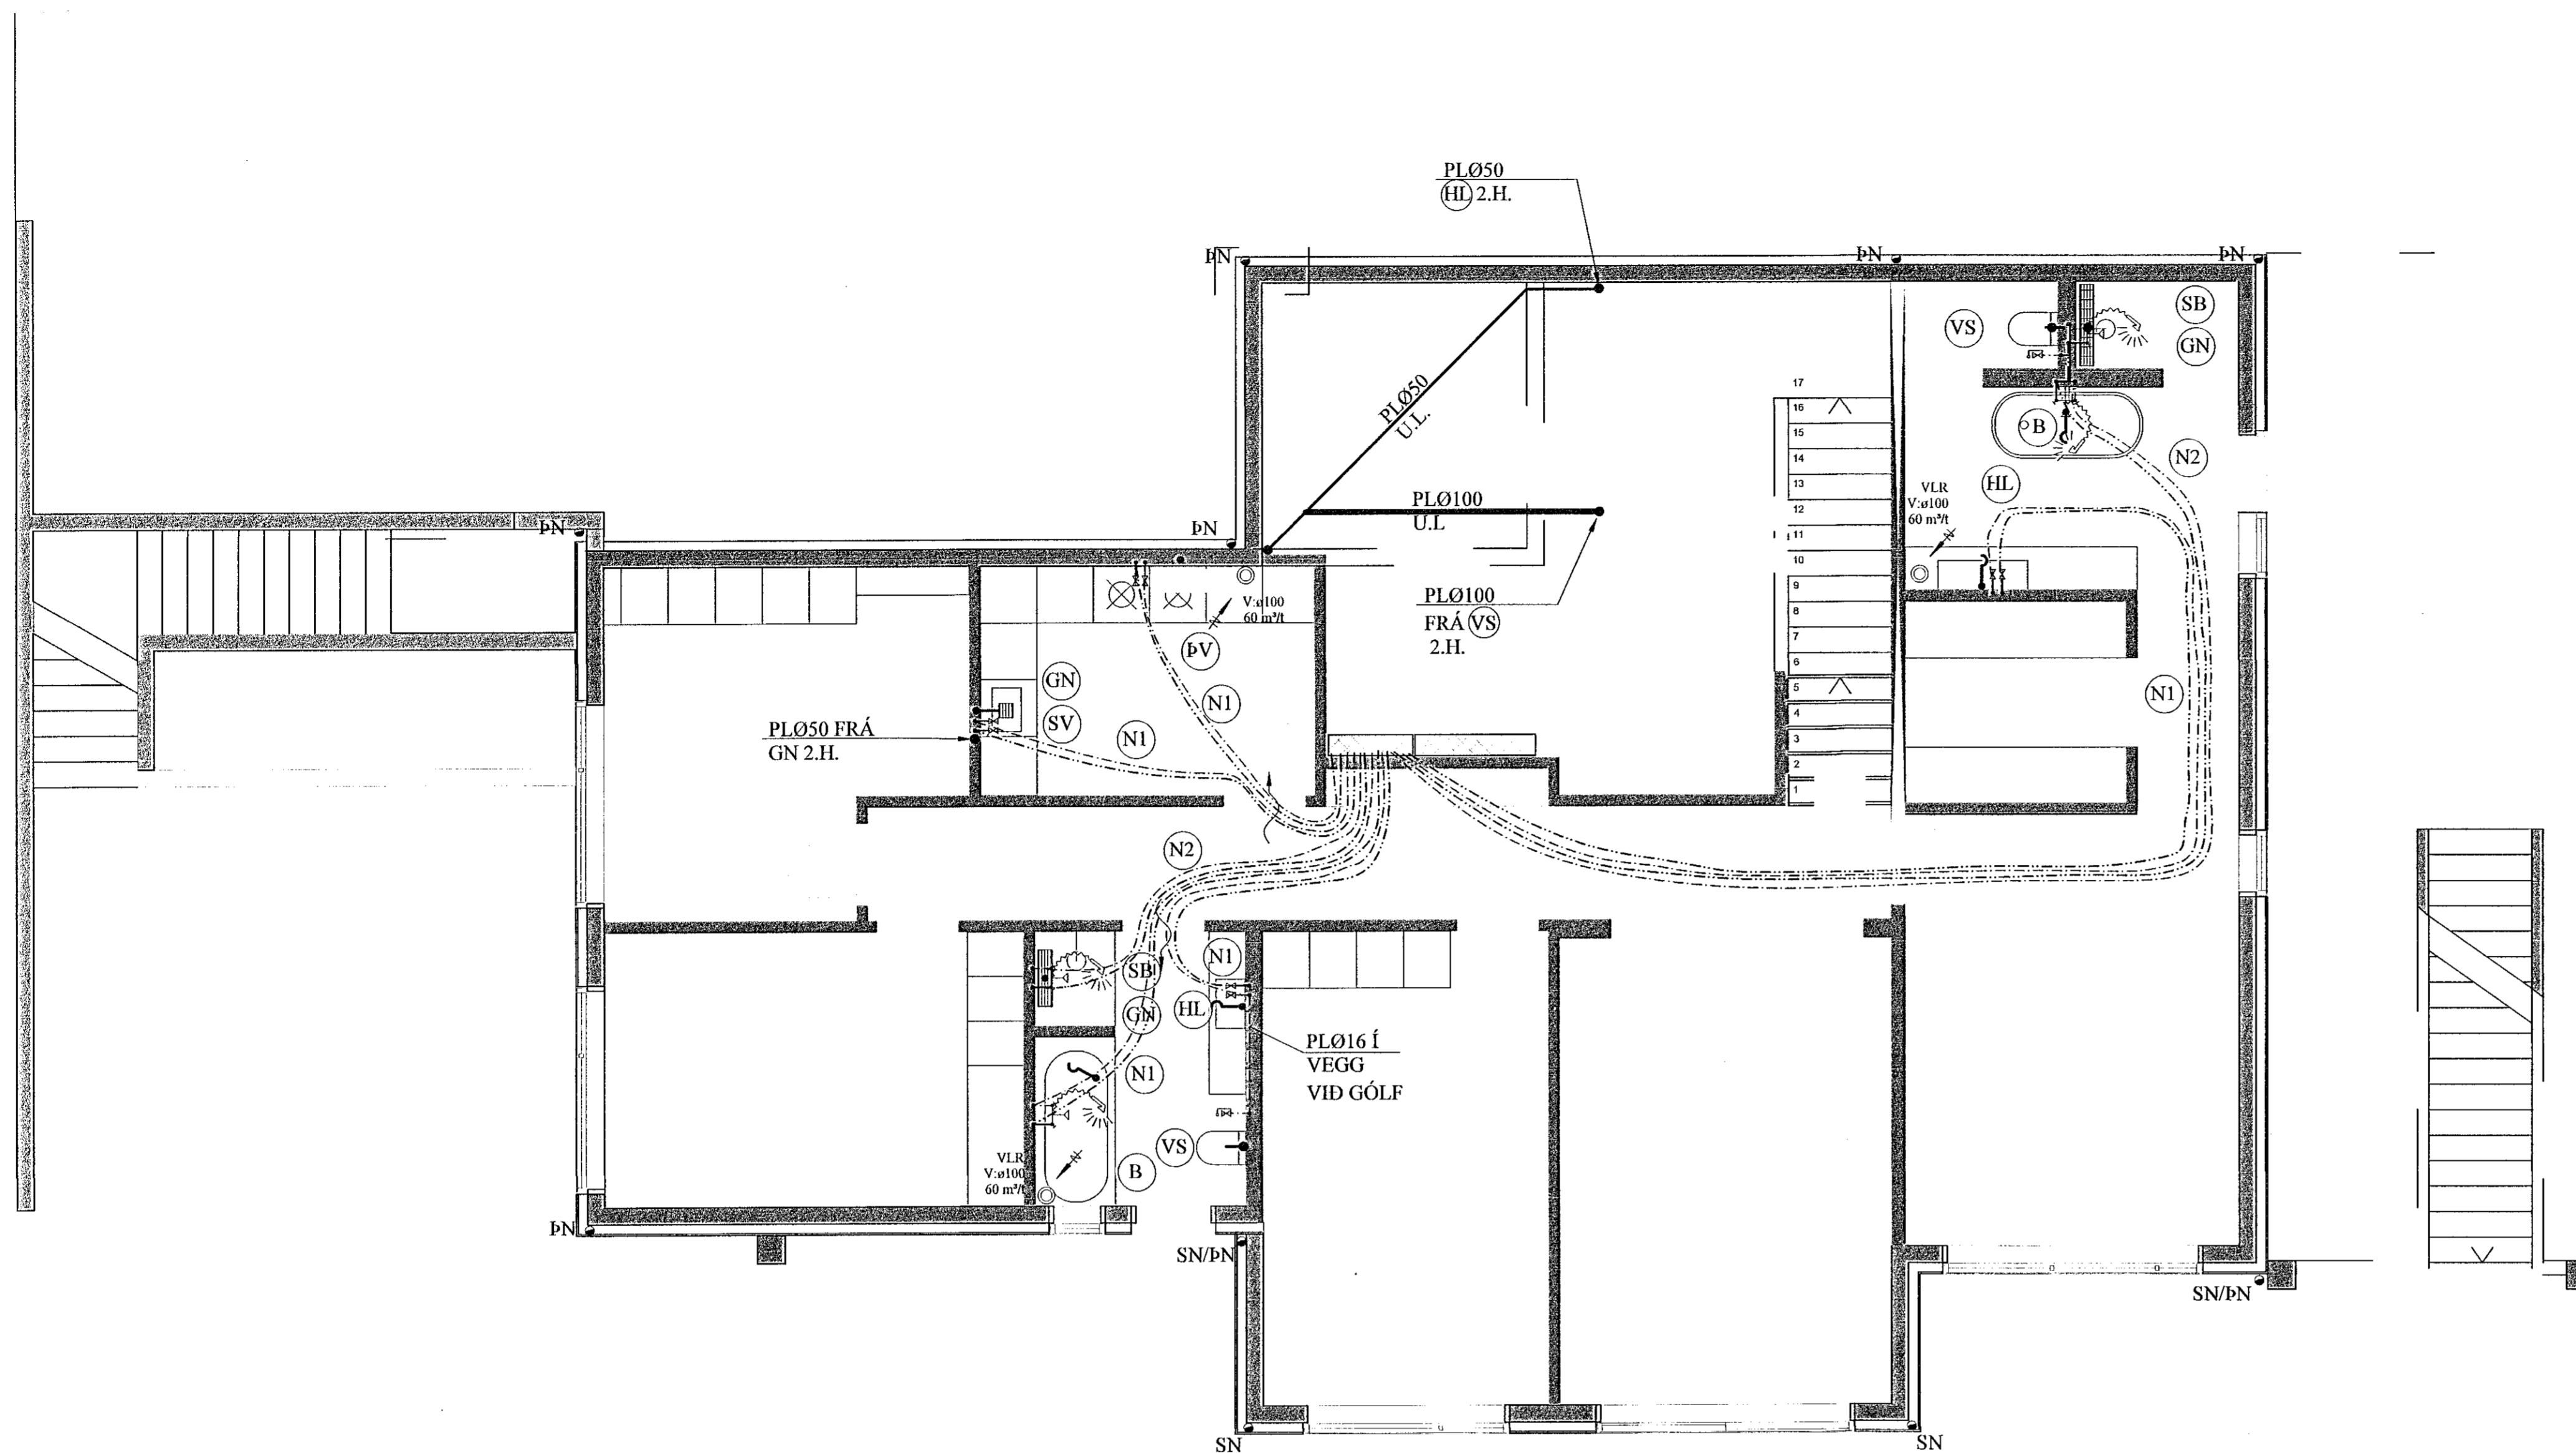 PLØ50
HL 2.H.
ÞN
ÞN
ÞN
SB
VS
GN
17
16
15
14
13
12
11
10
9
8
7
6
5
4
3
2
1
PLØ50
U.L.
B
N2
HL
VLR
V:ø100
60 m³/t
PLØ100
U.L
ÞN
ÞN
PLØ100
FRÁ VS
2.H.
V:ø100
60 m³/t
ÞV
GN
SV
N1
N1
N1
PLØ50 FRÁ
GN 2.H.
N2
N1
SB
GN
HL
PLØ16 Í
VEGG
VIÐ GÓLF
N1
VS
B
VLR
V:ø100
60 m³/t
ÞN
SN/ÞN
SN/ÞN
SN
SN